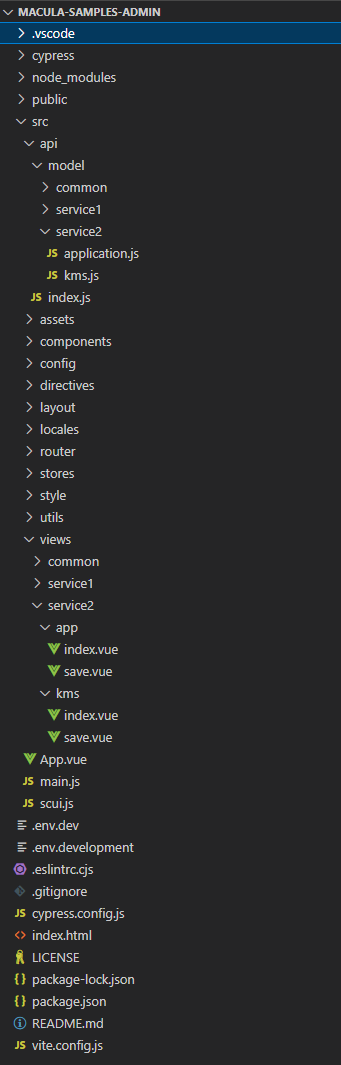 MACULA-SAMPLES-ADMIN
.vscode
cypress
node_modules
public
src
api
model
common
service1
service2
JS application.js
JS kms.js
JS index.js
assets
components
config
directives
layout
locales
router
stores
style
utils
views
common
service1
service2
app
index.vue
save.vue
kms
index.vue
save.vue
App.vue
JS main.js
JS scui.js
.env.dev
.env.development
.eslintrc.cjs
.gitignore
JS cypress.config.js
index.html
LICENSE
{} package-lock.json
{} package.json
README.md
JS vite.config.js